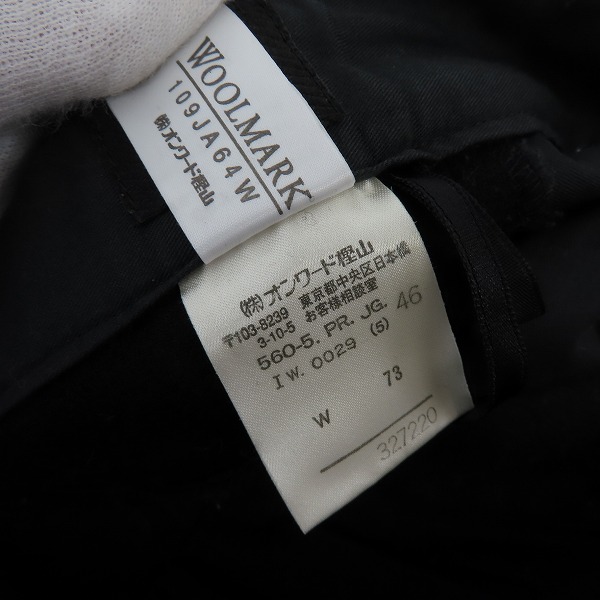 WOOLMARK
109JA64W
(株)オンワード樫山
(株)オンワード樫山
〒103-8239 東京都中央区日本橋
3-10-5 お客様相談室
560-5. PR. JG. 46
IW. 0029 (5)
W 73
327220